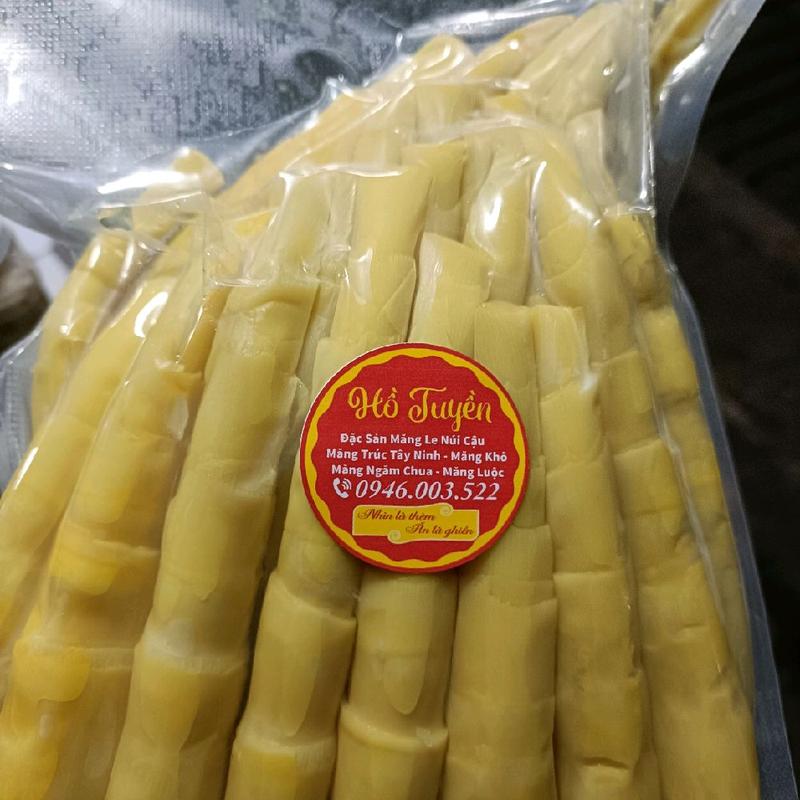 Hồ Tuyền
Đặc Sản Măng Le Núi Cậu
Măng Trúc Tây Ninh - Măng Khô
Măng Ngâm Chua - Măng Luộc
0946.003.522
Nhìn là thèm
Ăn là ghiền